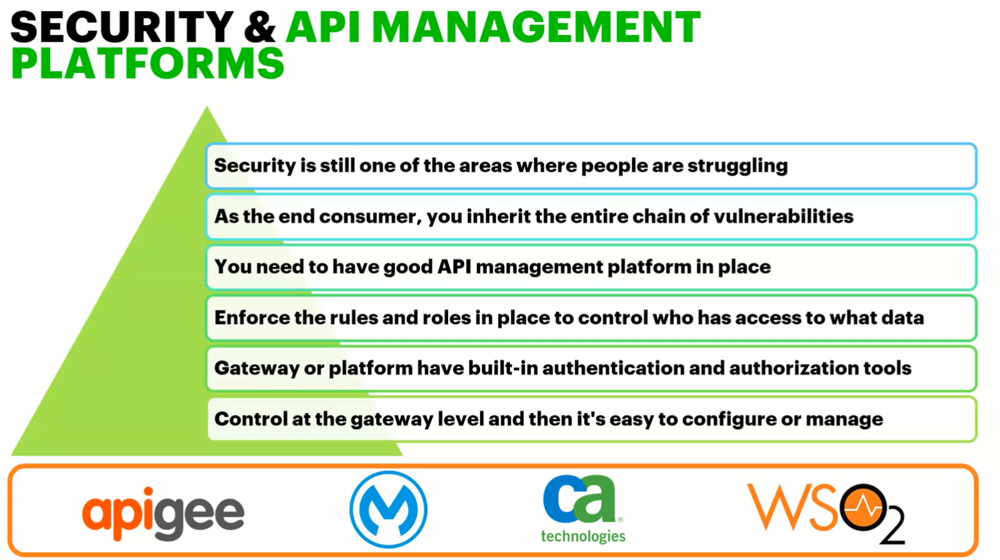 SECURITY & API MANAGEMENT
PLATFORMS
Security is still one of the areas where people are struggling
As the end consumer, you inherit the entire chain of vulnerabilities
You need to have good API management platform in place
Enforce the rules and roles in place to control who has access to what data
Gateway or platform have built-in authentication and authorization tools
Control at the gateway level and then it's easy to configure or manage
apigee
ca®
technologies
WSO2